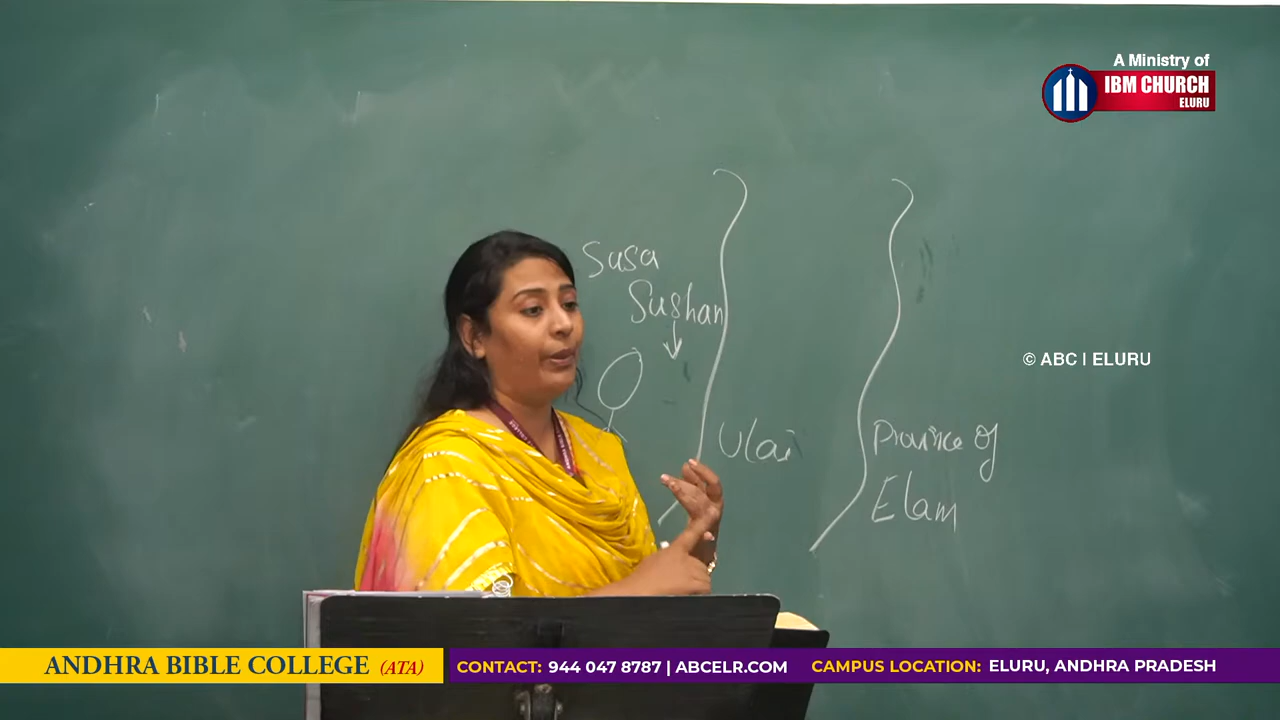 A Ministry of
IBM CHURCH
ELURU
Susa
Sushan
© ABC | ELURU
Ulai
Province of
Elam
ANDHRA BIBLE COLLEGE (ATA)
CONTACT: 944 047 8787 | ABCELR.COM
CAMPUS LOCATION: ELURU, ANDHRA PRADESH